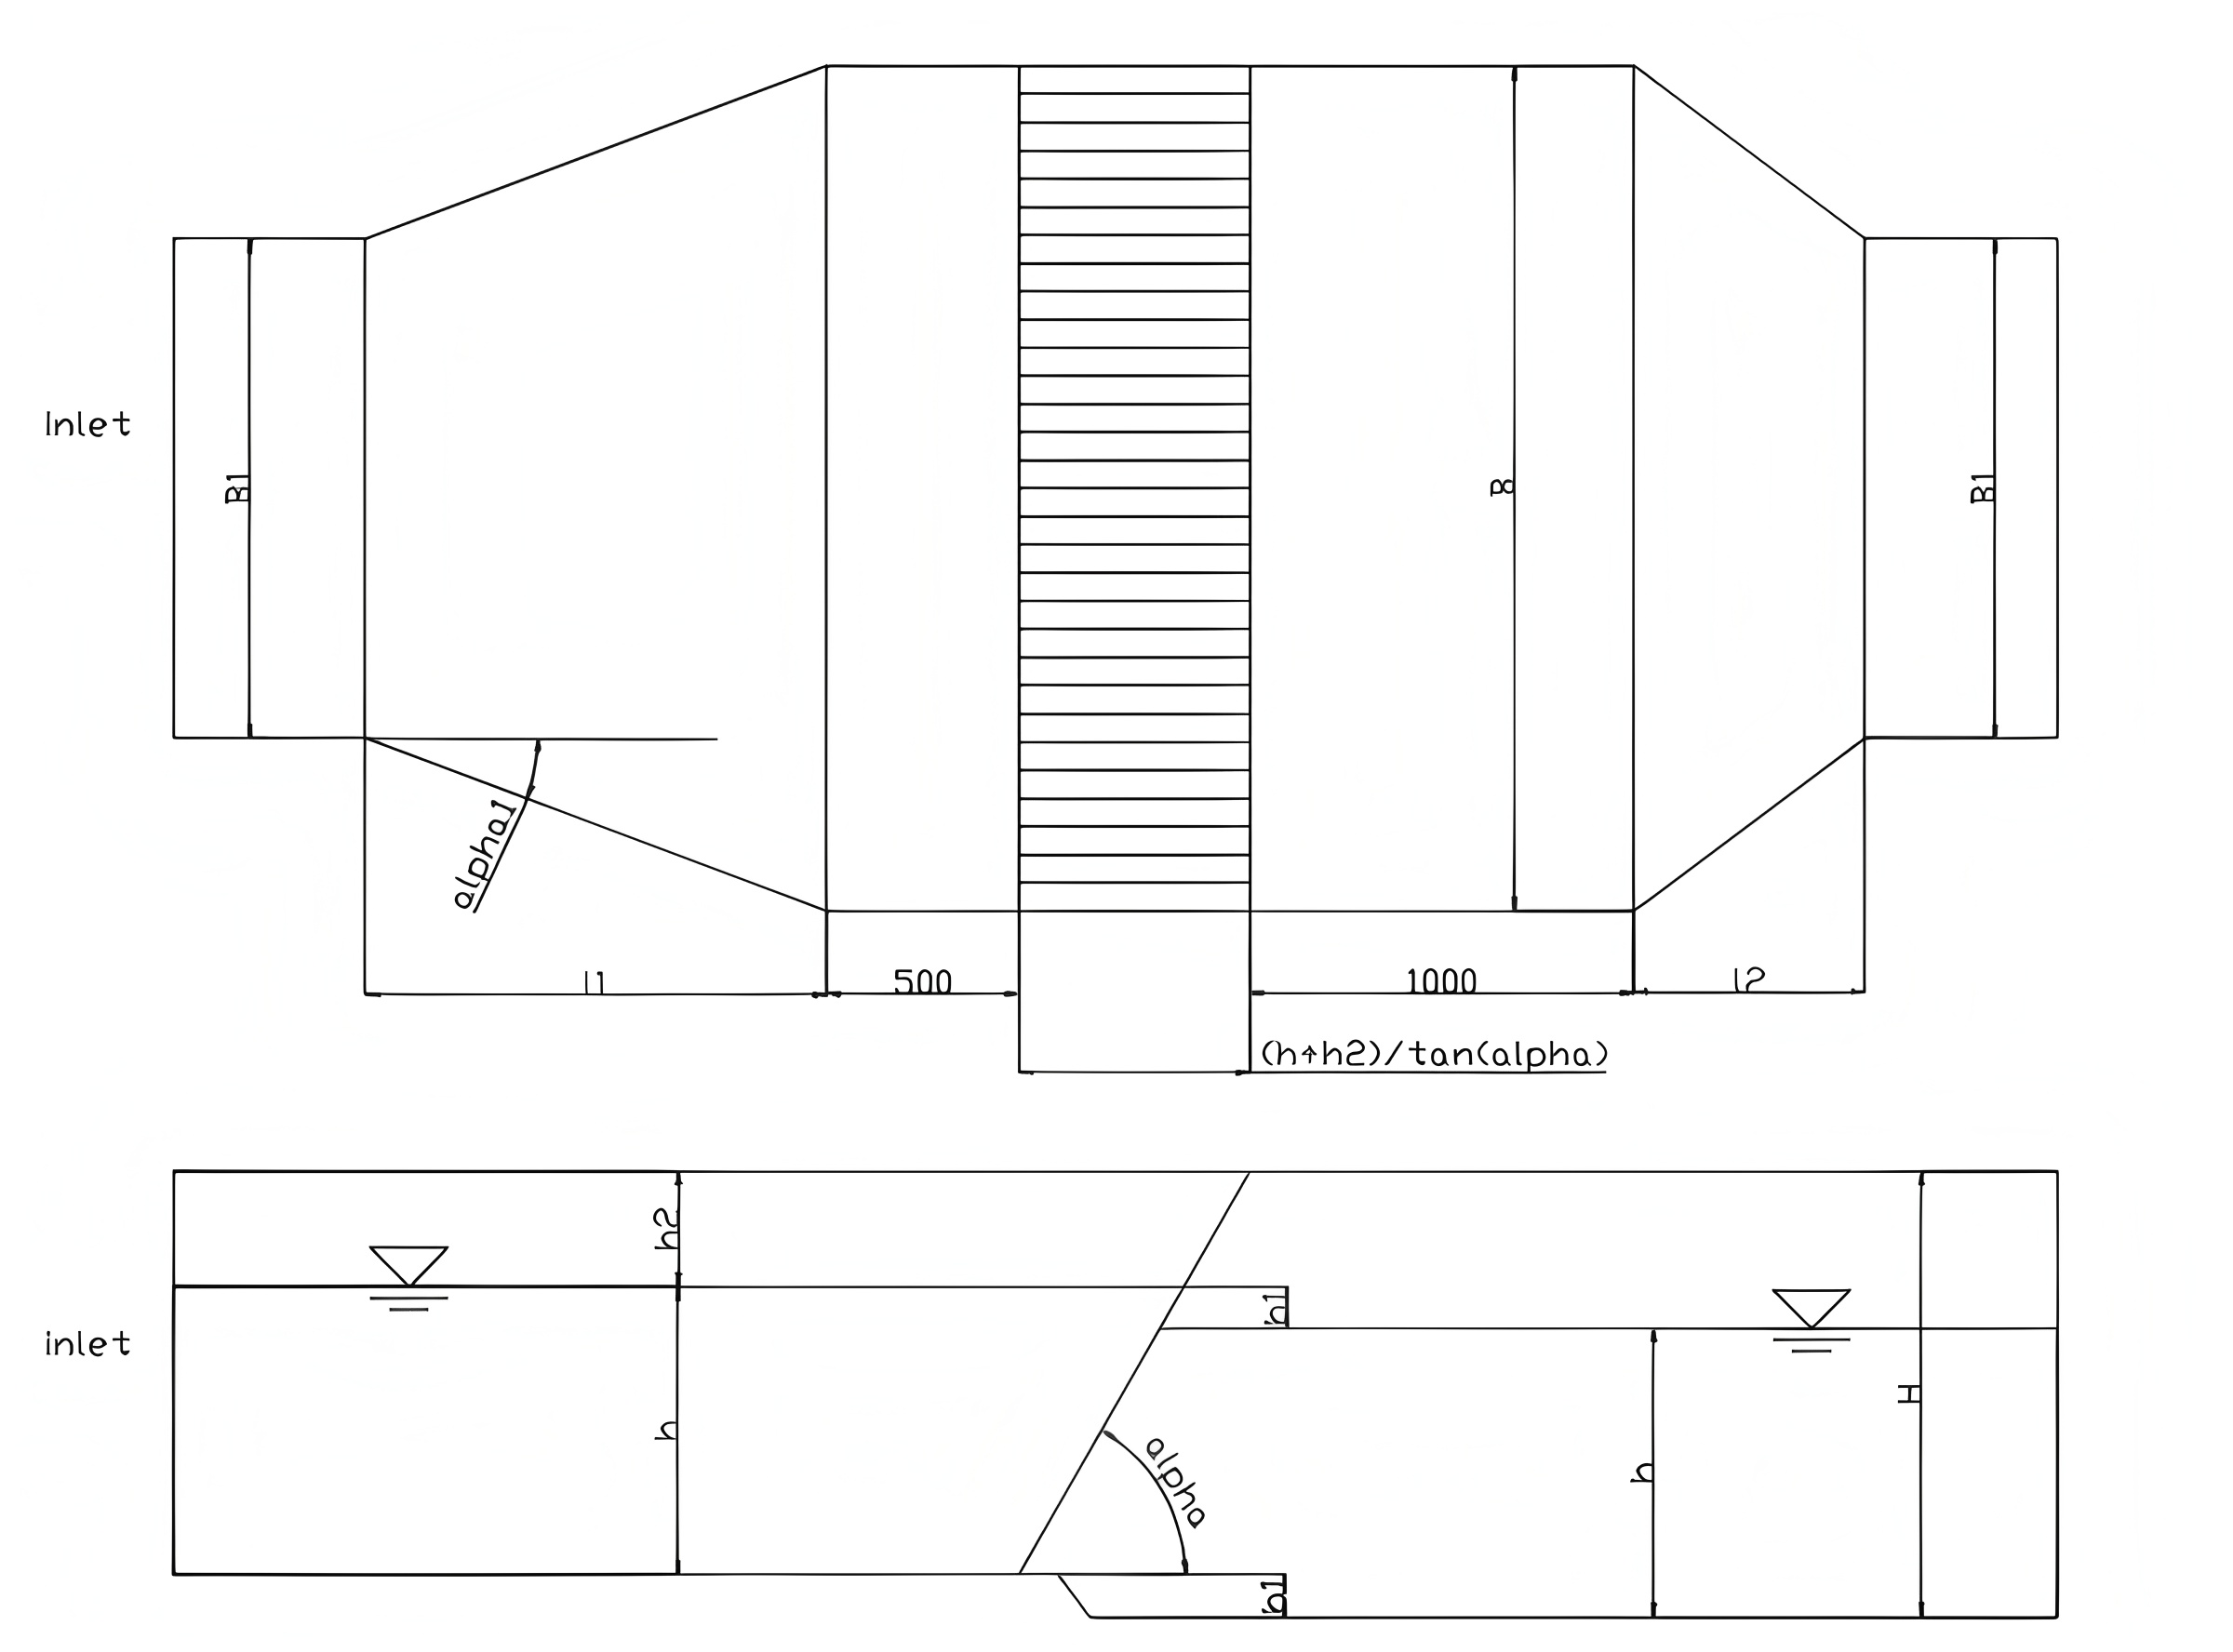 Inlet
B1
B
B1
alpha1
l1
500
1000
l2
(h+h2)/tan(alpha)
h2
h1
inlet
h
H
alpha
h
h1